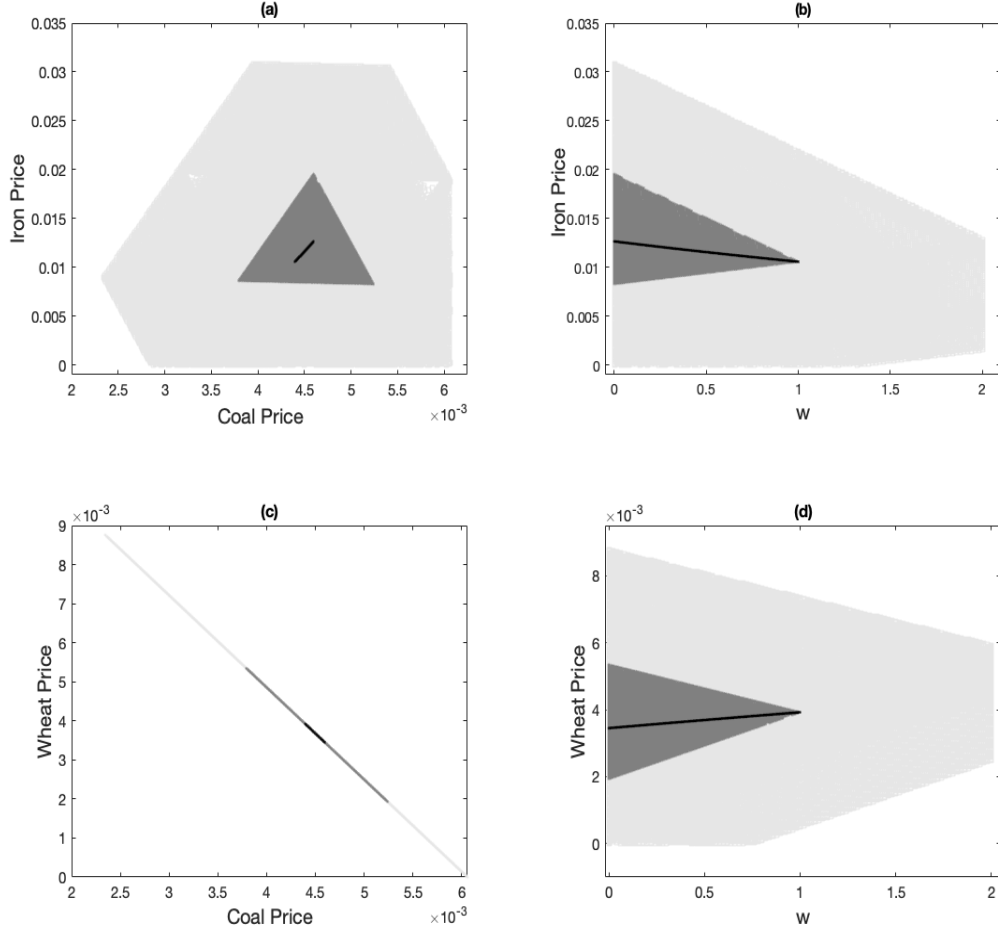 (a)
0.035
0.03
0.025
0.02
0.015
0.01
0.005
0
Iron Price
2 2.5 3 3.5 4 4.5 5 5.5 6
×10⁻³
Coal Price
(b)
0.035
0.03
0.025
0.02
0.015
0.01
0.005
0
Iron Price
0 0.5 1 1.5 2
w
(c)
×10⁻³
9
8
7
6
5
4
3
2
1
0
Wheat Price
2 2.5 3 3.5 4 4.5 5 5.5 6
×10⁻³
Coal Price
(d)
×10⁻³
8
6
4
2
0
Wheat Price
0 0.5 1 1.5 2
w